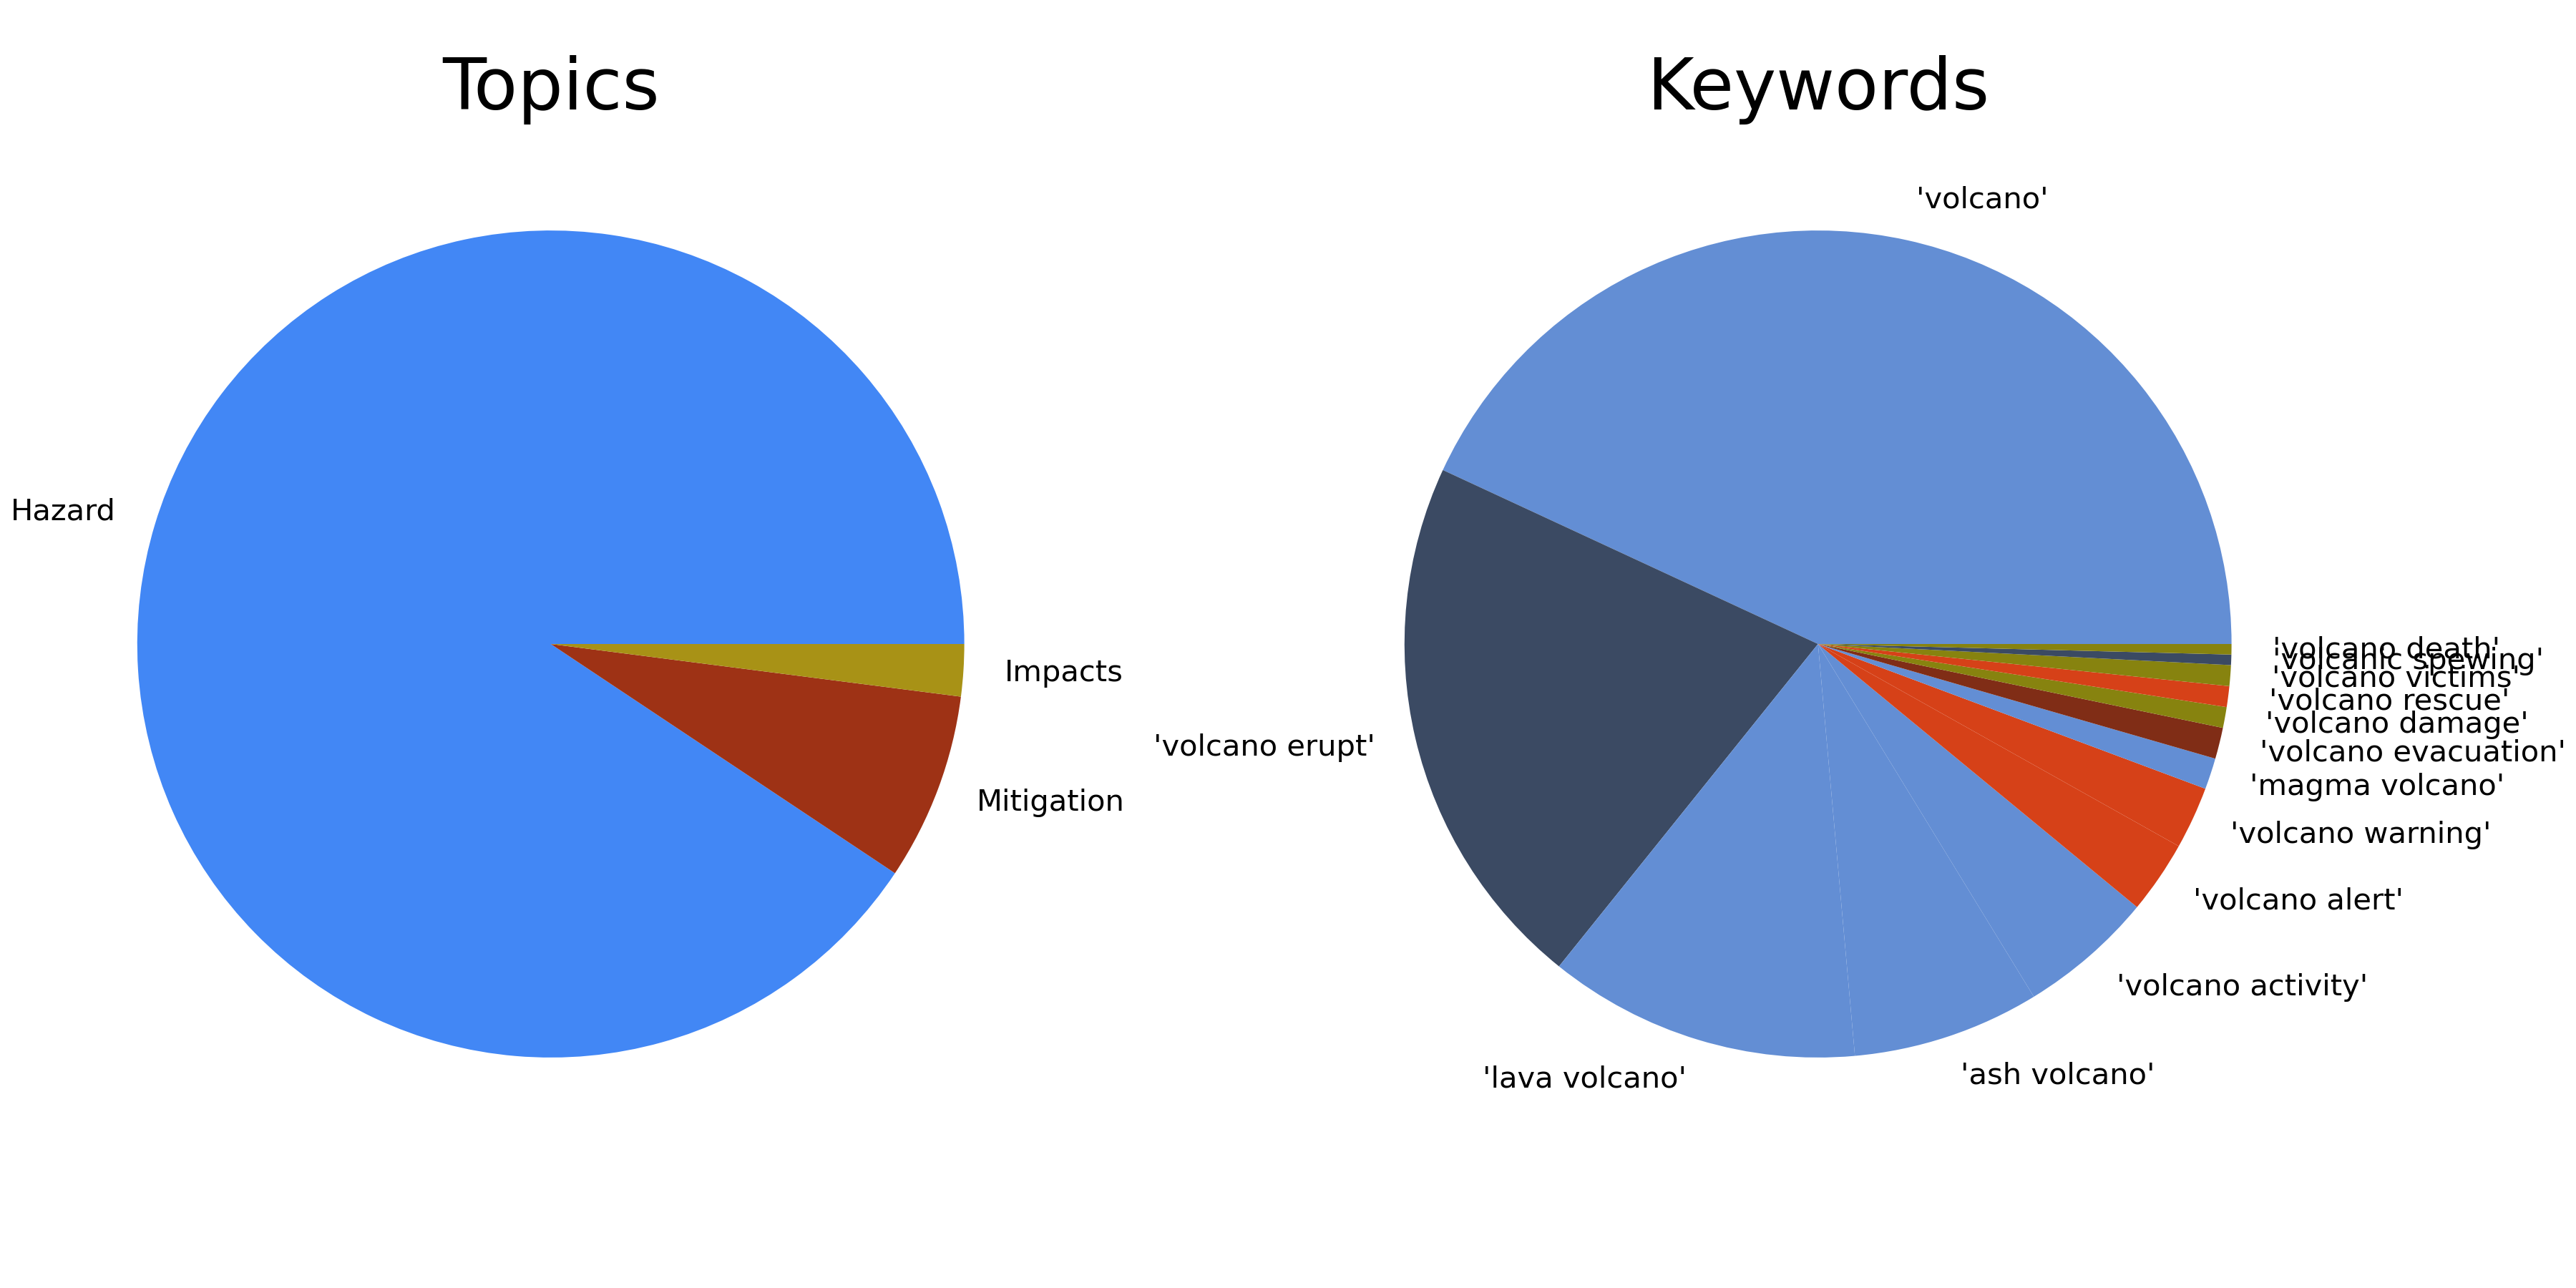 Topics
Hazard
Impacts
Mitigation
Keywords
'volcano'
'volcano erupt'
'lava volcano'
'ash volcano'
'volcano activity'
'volcano alert'
'volcano warning'
'magma volcano'
'volcano evacuation'
'volcano damage'
'volcano rescue'
'volcano victims'
'volcanic spewing'
'volcano death'